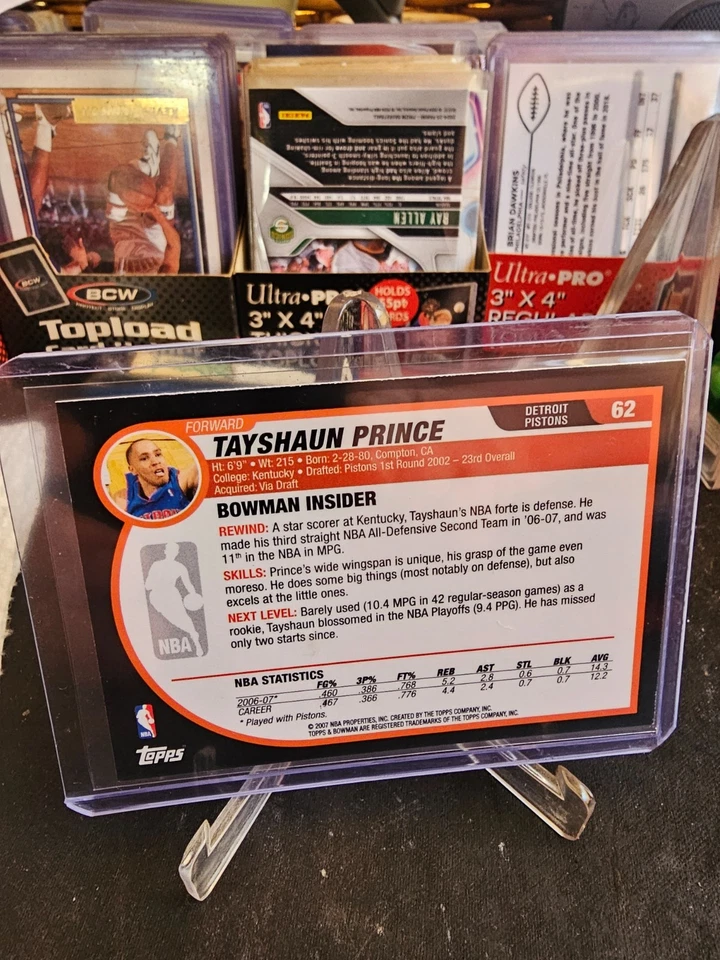 BCW
BCW
Topload
Ultra·PRO
3" X 4"
HOLDS
PANINI
RAY ALLEN
BRIAN DAWKINS
Ultra·PRO®
3" X 4"
FORWARD
TAYSHAUN PRINCE
DETROIT
PISTONS
62
Ht: 6'9" • Wt: 215 • Born: 2-28-80, Compton, CA
College: Kentucky • Drafted: Pistons 1st Round 2002 – 23rd Overall
Acquired: Via Draft
BOWMAN INSIDER
REWIND: A star scorer at Kentucky, Tayshaun's NBA forte is defense. He
made his third straight NBA All-Defensive Second Team in '06-07, and was
11th in the NBA in MPG.
SKILLS: Prince's wide wingspan is unique, his grasp of the game even
moreso. He does some big things (most notably on defense), but also
excels at the little ones.
NEXT LEVEL: Barely used (10.4 MPG in 42 regular-season games) as a
rookie, Tayshaun blossomed in the NBA Playoffs (9.4 PPG). He has missed
only two starts since.
NBA
NBA STATISTICS
FG% 3P% FT% REB AST STL BLK AVG
2006-07* .460 .386 .768 5.2 2.8 0.6 0.7 14.3
CAREER .467 .366 .776 4.4 2.4 0.7 0.7 12.2
* Played with Pistons.
© 2007 NBA PROPERTIES, INC. CREATED BY THE TOPPS COMPANY, INC.
TOPPS & BOWMAN ARE REGISTERED TRADEMARKS OF THE TOPPS COMPANY, INC.
NBA
Topps